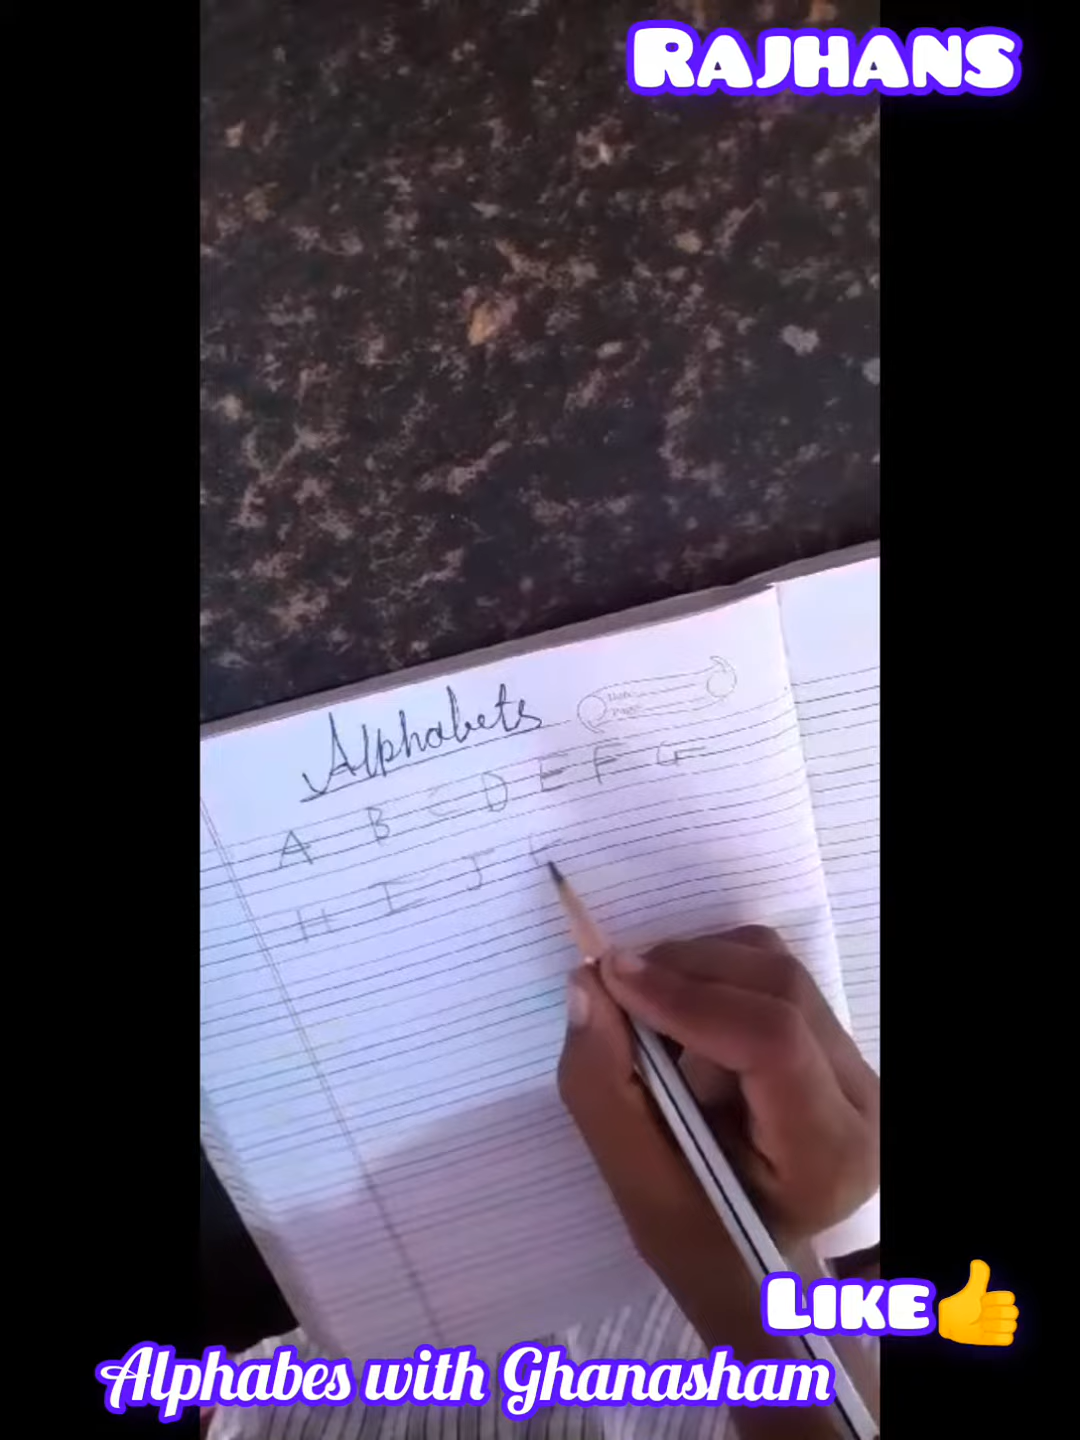 RAJHANS
Alphabets
A B C D E F G
H I J
LIKE👍
Alphabes with Ghanasham